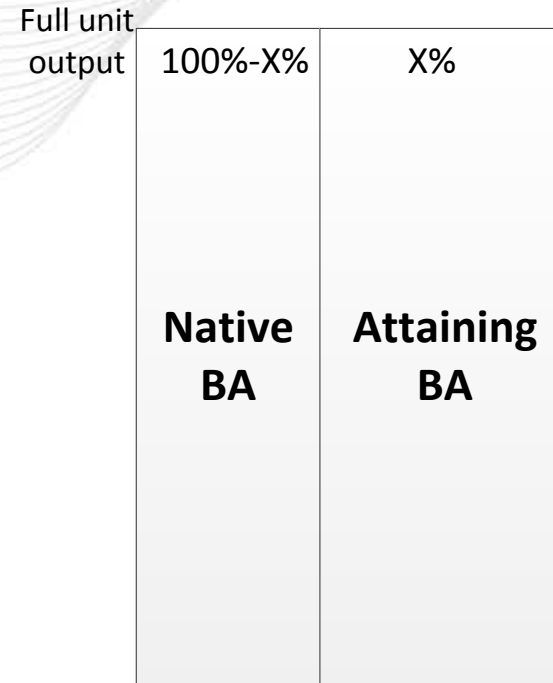 Full unit
output
100%-X%
X%
Native
BA
Attaining
BA